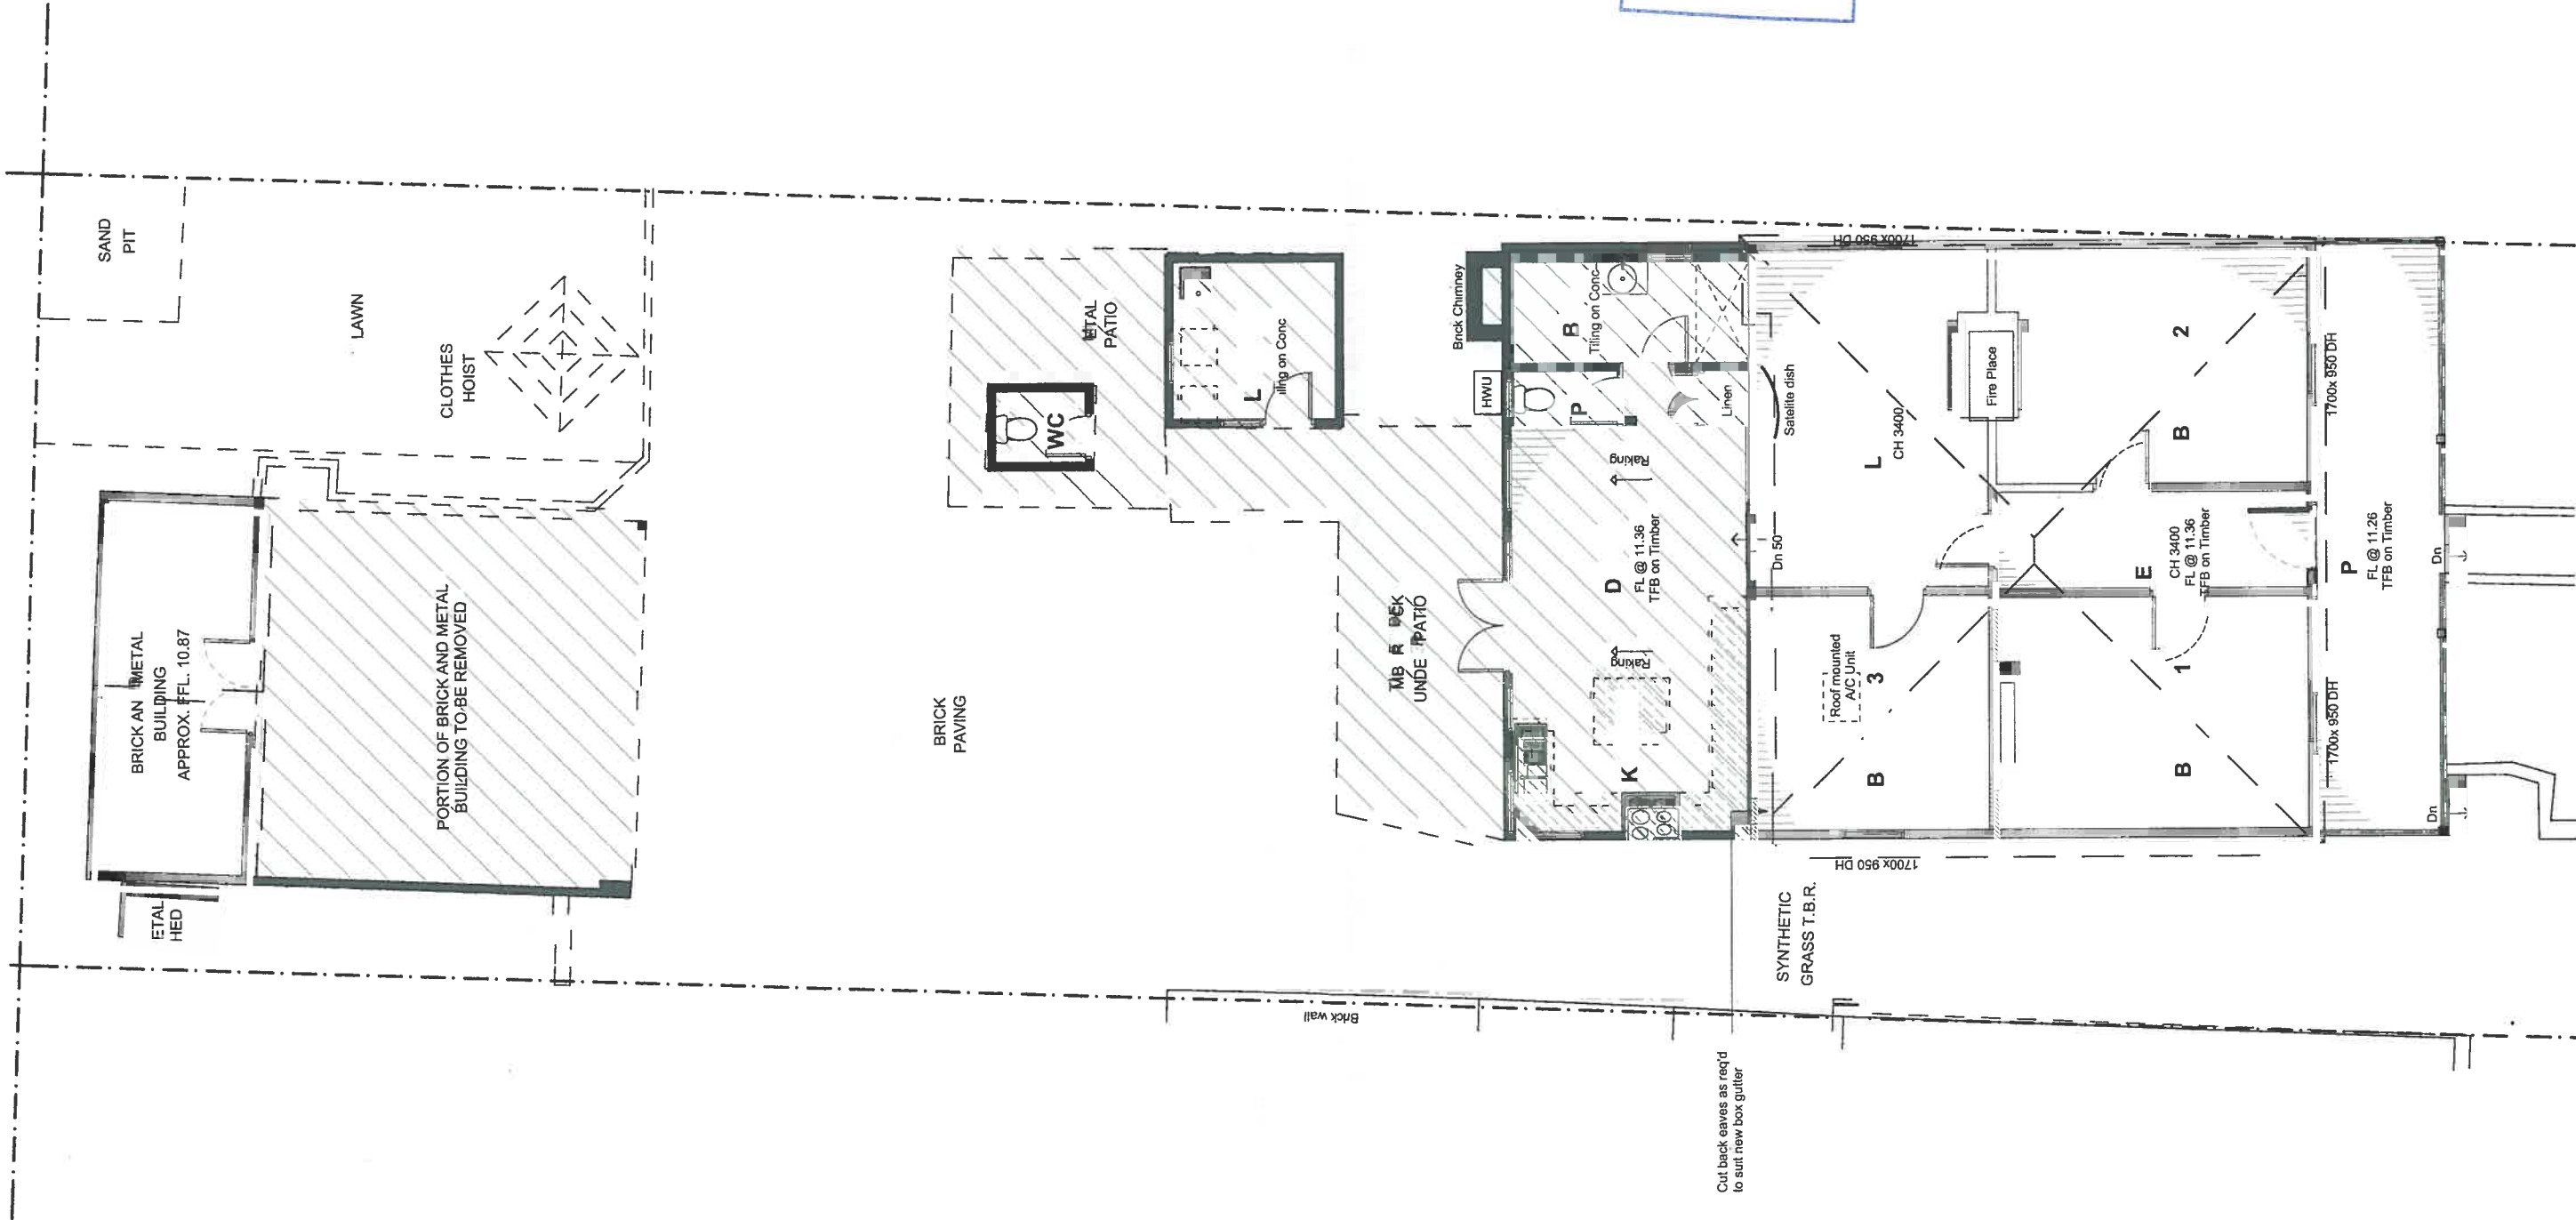 SAND
PIT
LAWN
CLOTHES
HOIST
BRICK AN METAL
BUILDING
APPROX. FFL. 10.87
PORTION OF BRICK AND METAL
BUILDING TO BE REMOVED
ETAL
HED
BRICK
PAVING
WC
ETAL
PATIO
L
iling on Conc
UNDE PATIO
Brick wall
Brick Chimney
HWU
B
Tiling on Conc
P
Linen
Raking
D
FL @ 11.36
TFB on Timber
Raking
K
Satelite dish
Dn 50
1700x 950 DH
L
CH 3400
Fire Place
B 3
Roof mounted
A/C Unit
1700x 950 DH
SYNTHETIC
GRASS T.B.R.
Cut back eaves as req'd
to suit new box gutter
B 2
1700x 950 DH
E
CH 3400
FL @ 11.36
TFB on Timber
B 1
1700x 950 DH
P
FL @ 11.26
TFB on Timber
Dn
Dn